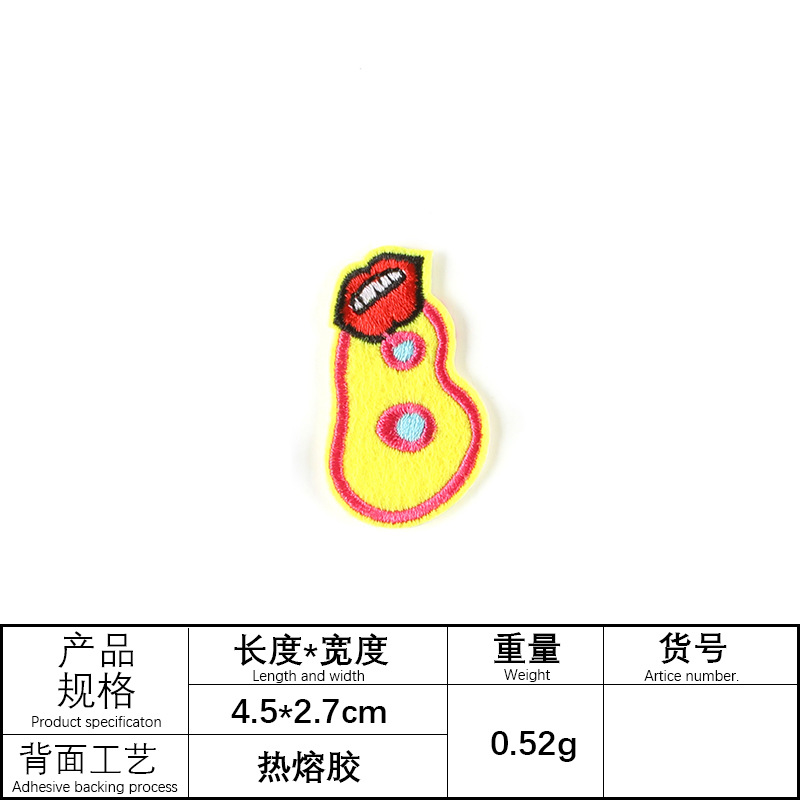 产品
规格
Product specificaton
长度*宽度
Length and width
重量
Weight
货号
Artice number.
4.5*2.7cm
0.52g
背面工艺
Adhesive backing process
热熔胶